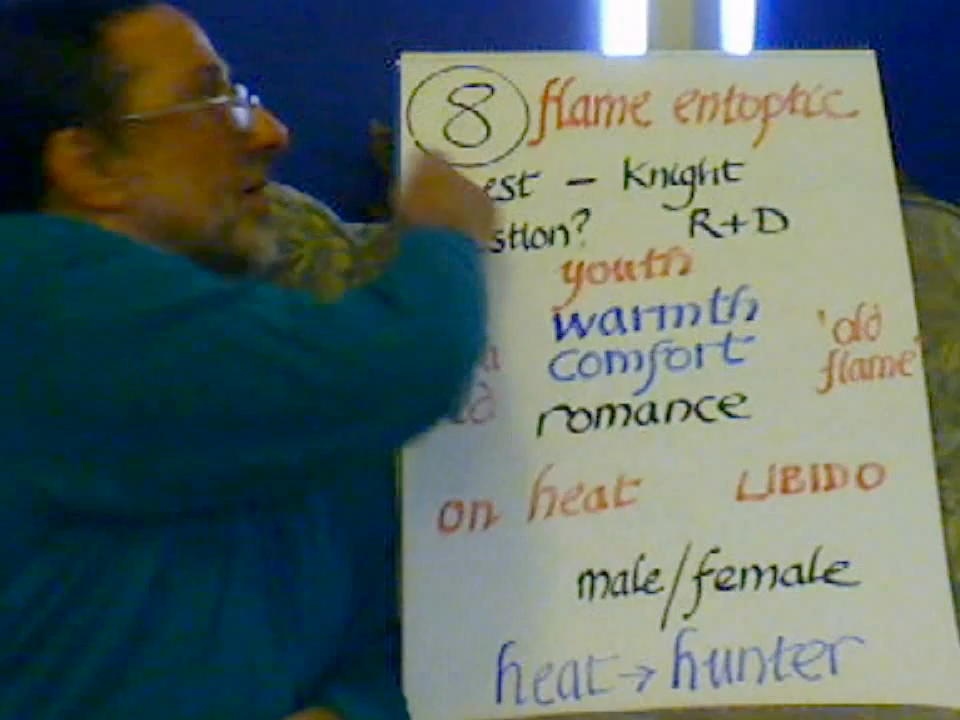 8 flame entoptic
est - Knight
stion? R+D
youth
warmth
comfort 'old flame'
romance
on heat LIBIDO
male/female
heat → hunter